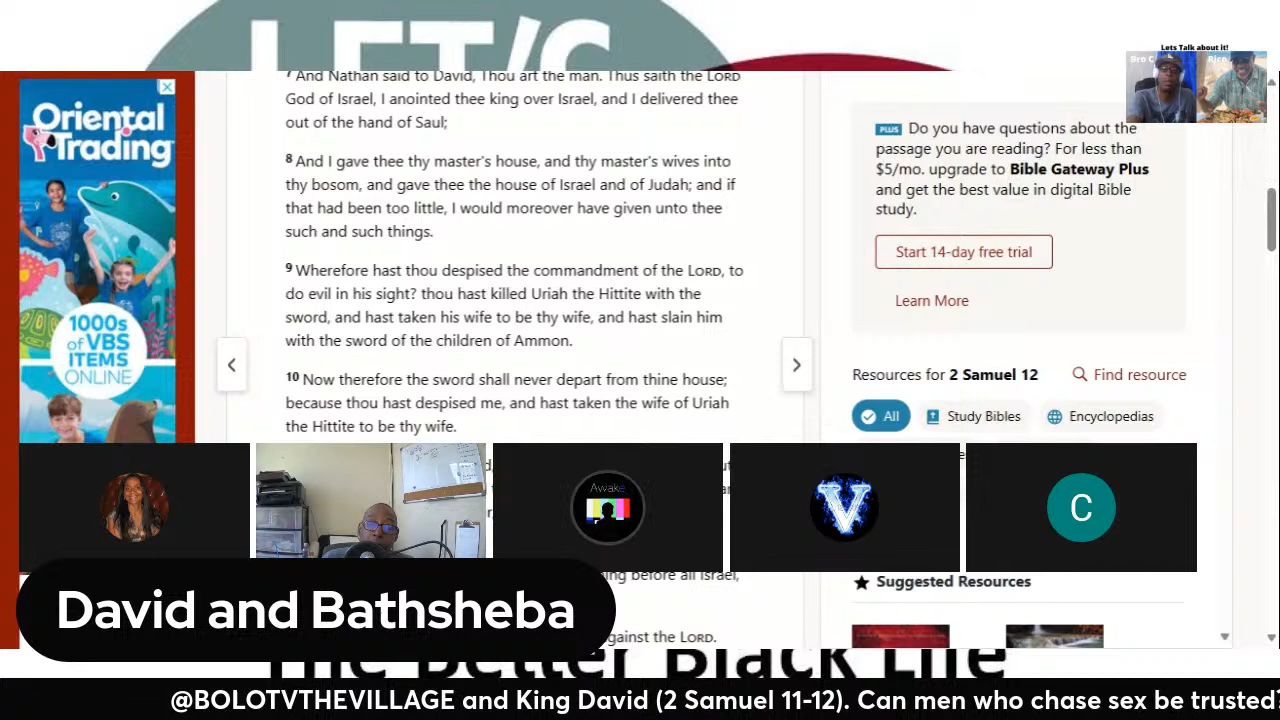 LET'S
Lets Talk about it!
Bro C
Oriental
Trading
1000s
of VBS
ITEMS
ONLINE
7 And Nathan said to David, Thou art the man. Thus saith the LORD
God of Israel, I anointed thee king over Israel, and I delivered thee
out of the hand of Saul;
8 And I gave thee thy master's house, and thy master's wives into
thy bosom, and gave thee the house of Israel and of Judah; and if
that had been too little, I would moreover have given unto thee
such and such things.
9 Wherefore hast thou despised the commandment of the LORD, to
do evil in his sight? thou hast killed Uriah the Hittite with the
sword, and hast taken his wife to be thy wife, and hast slain him
with the sword of the children of Ammon.
10 Now therefore the sword shall never depart from thine house;
because thou hast despised me, and hast taken the wife of Uriah
the Hittite to be thy wife.
before all Israel,
against the LORD.
PLUS Do you have questions about the
passage you are reading? For less than
$5/mo. upgrade to Bible Gateway Plus
and get the best value in digital Bible
study.
Start 14-day free trial
Learn More
Resources for 2 Samuel 12
Find resource
All
Study Bibles
Encyclopedias
Suggested Resources
Awake
V
C
David and Bathsheba
The Better Black Life
@BOLOTVTHEVILLAGE and King David (2 Samuel 11-12). Can men who chase sex be trusted?